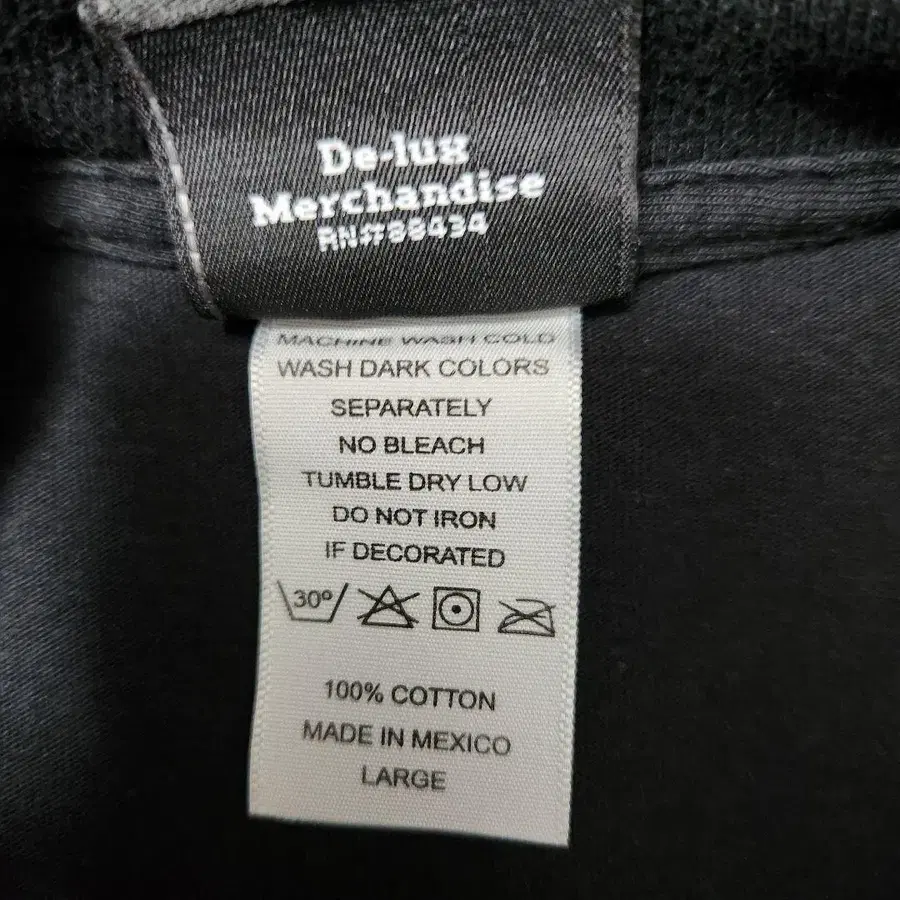 De-lux
Merchandise
RN#88434
MACHINE WASH COLD
WASH DARK COLORS
SEPARATELY
NO BLEACH
TUMBLE DRY LOW
DO NOT IRON
IF DECORATED
30°
100% COTTON
MADE IN MEXICO
LARGE